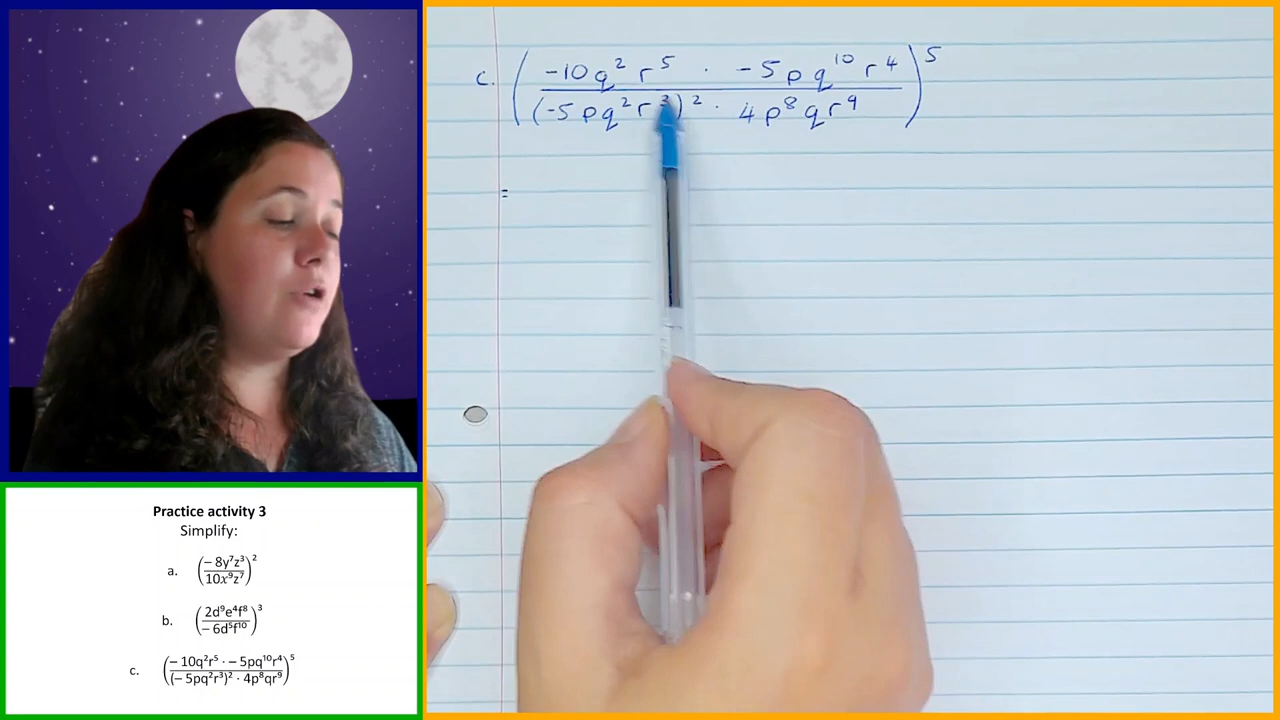 Practice activity 3
Simplify:
a. (− 8y⁷z³ / 10x⁹z⁷)²
b. (2d⁹e⁴f⁸ / − 6d⁵f¹⁰)³
c. (− 10q²r⁵ · − 5pq¹⁰r⁴ / (− 5pq²r³)² · 4p⁸qr⁹)⁵
c. (-10q²r⁵ · -5pq¹⁰r⁴ / (-5pq²r³)² · 4p⁸qr⁹)⁵
=